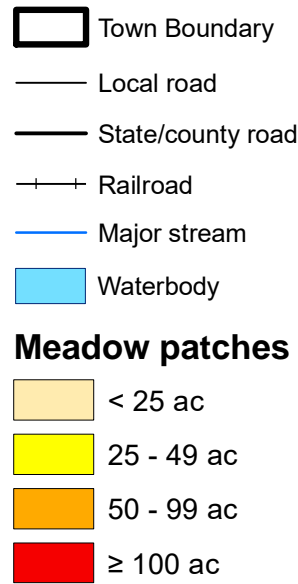 Town Boundary
Local road
State/county road
Railroad
Major stream
Waterbody
Meadow patches
< 25 ac
25 - 49 ac
50 - 99 ac
≥ 100 ac